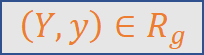 (Y, y) ∈ R_g